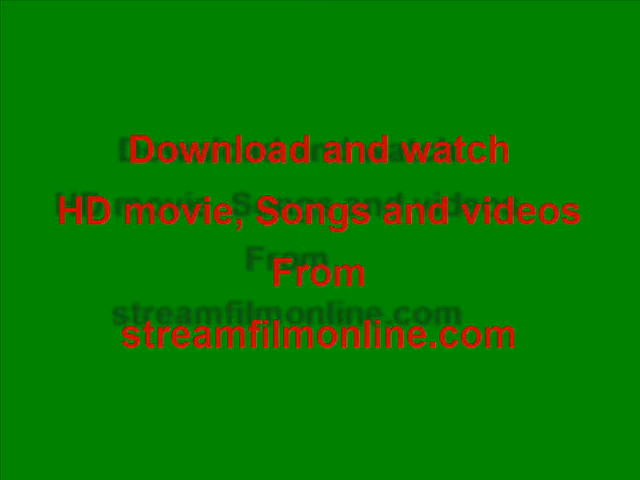 Download and watch
HD movie, Songs and videos
From
streamfilmonline.com